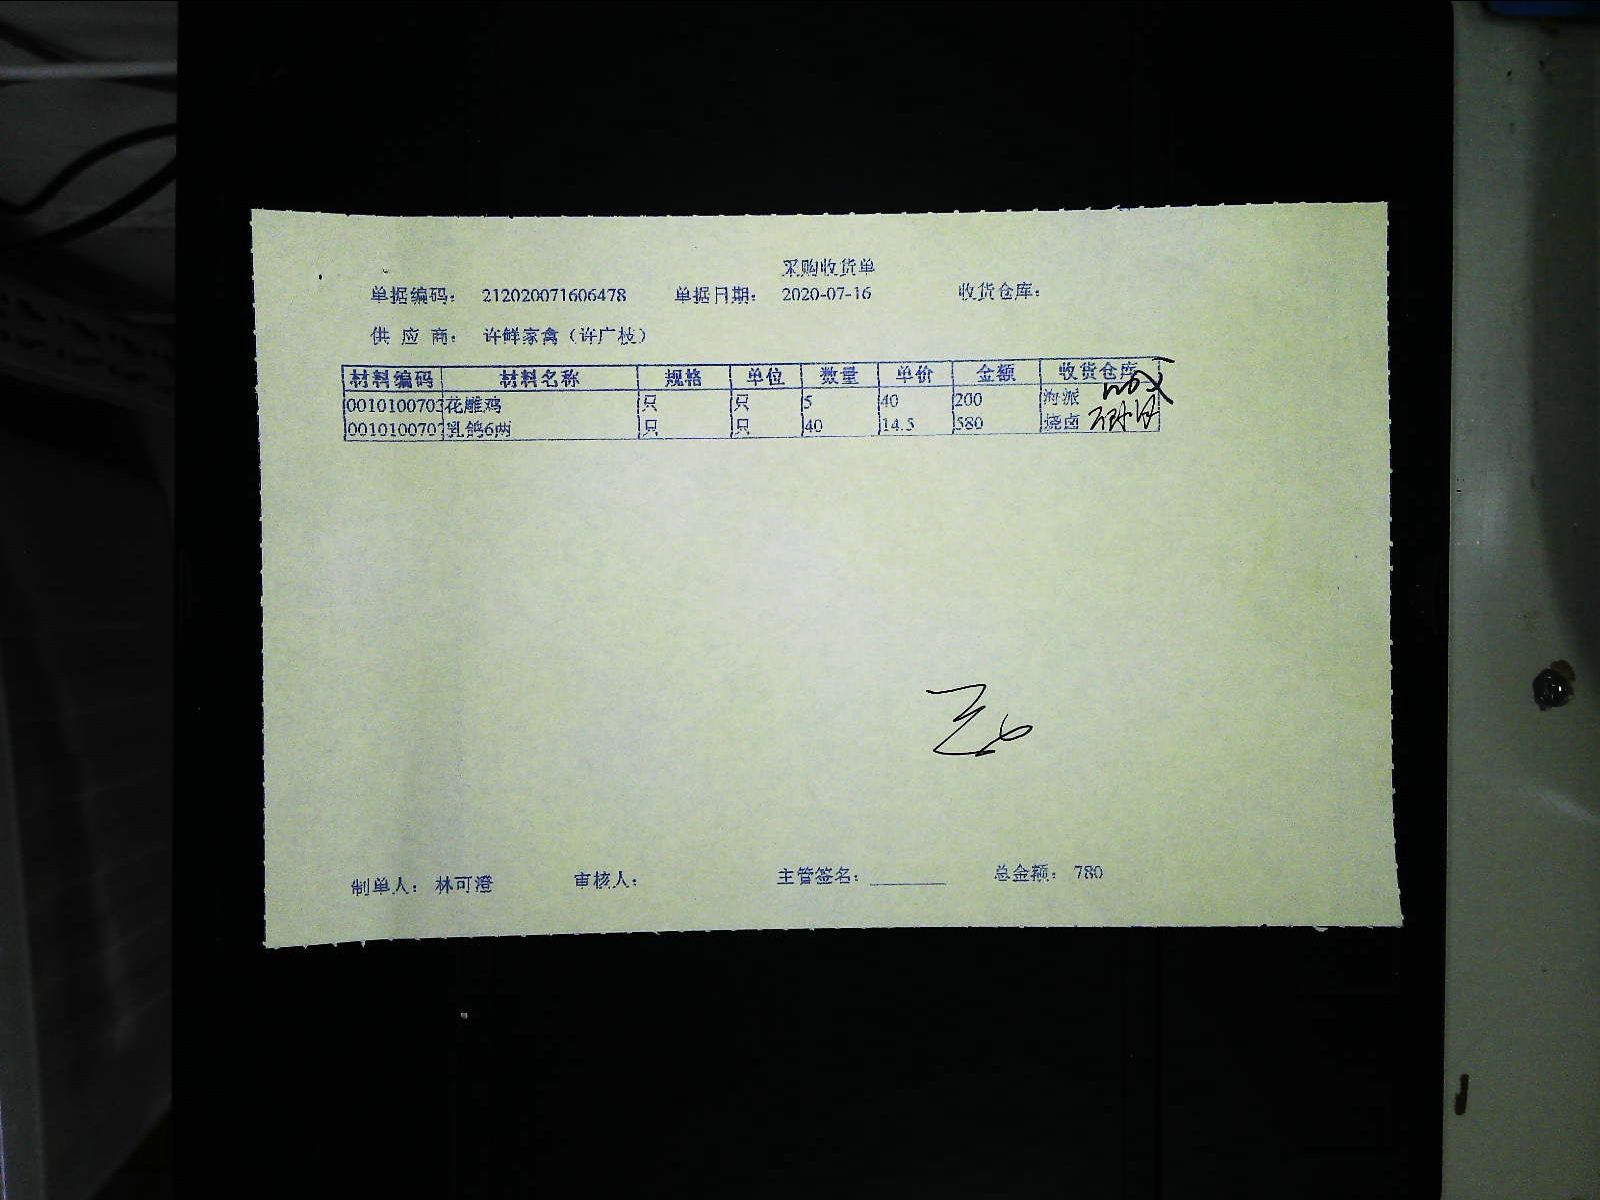 采购收货单
单据编码： 212020071606478 单据日期： 2020-07-16 收货仓库：
供 应 商： 许鲜家禽（许广枝）
材料编码 材料名称 规格 单位 数量 单价 金额 收货仓库
0010100703 花雕鸡 只 只 5 40 200 海派
0010100707 乳鸽6两 只 只 40 14.5 580 烧卤
制单人： 林可澄 审核人： 主管签名： 总金额： 780